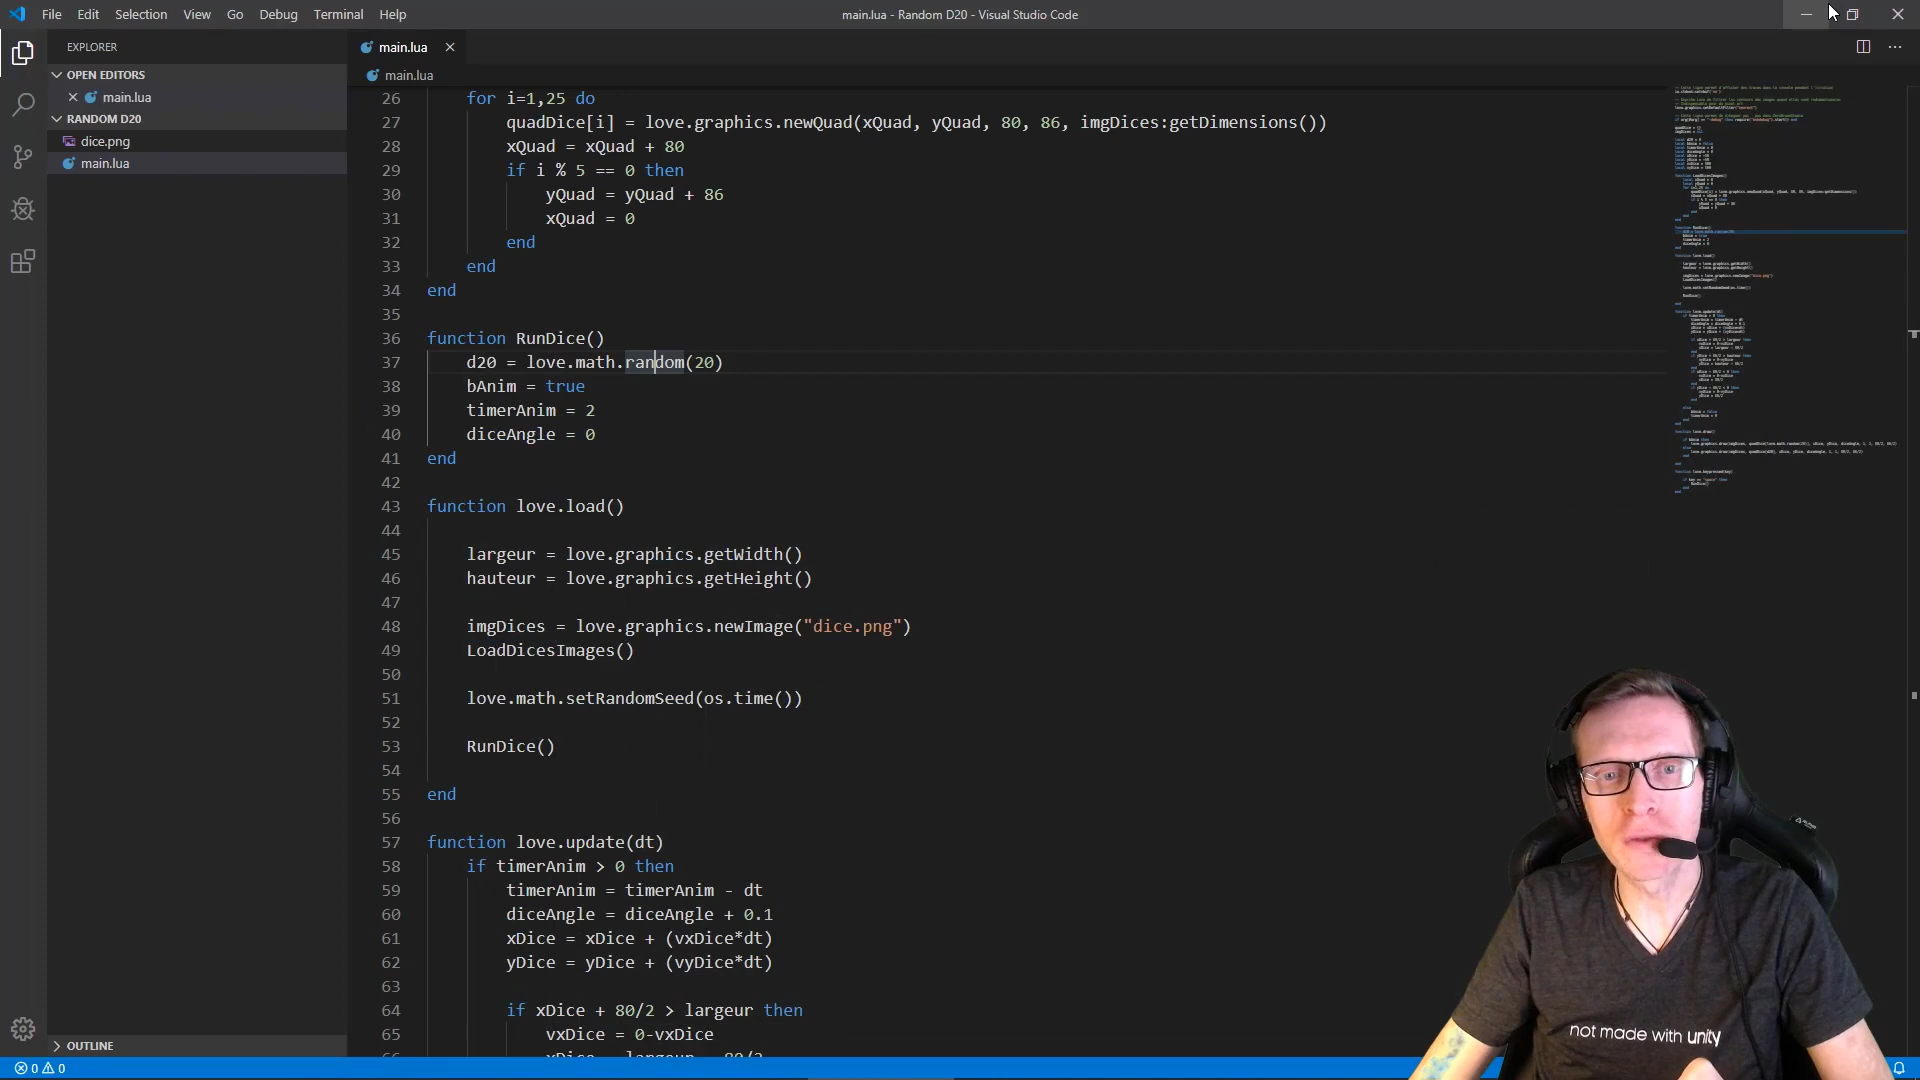 File Edit Selection View Go Debug Terminal Help
main.lua - Random D20 - Visual Studio Code
EXPLORER
OPEN EDITORS
main.lua
RANDOM D20
dice.png
main.lua
OUTLINE
main.lua
main.lua
26 for i=1,25 do
27 quadDice[i] = love.graphics.newQuad(xQuad, yQuad, 80, 86, imgDices:getDimensions())
28 xQuad = xQuad + 80
29 if i % 5 == 0 then
30 yQuad = yQuad + 86
31 xQuad = 0
32 end
33 end
34 end
35
36 function RunDice()
37 d20 = love.math.random(20)
38 bAnim = true
39 timerAnim = 2
40 diceAngle = 0
41 end
42
43 function love.load()
44
45 largeur = love.graphics.getWidth()
46 hauteur = love.graphics.getHeight()
47
48 imgDices = love.graphics.newImage("dice.png")
49 LoadDicesImages()
50
51 love.math.setRandomSeed(os.time())
52
53 RunDice()
54
55 end
56
57 function love.update(dt)
58 if timerAnim > 0 then
59 timerAnim = timerAnim - dt
60 diceAngle = diceAngle + 0.1
61 xDice = xDice + (vxDice*dt)
62 yDice = yDice + (vyDice*dt)
63
64 if xDice + 80/2 > largeur then
65 vxDice = 0-vxDice
not made with unity
0 0